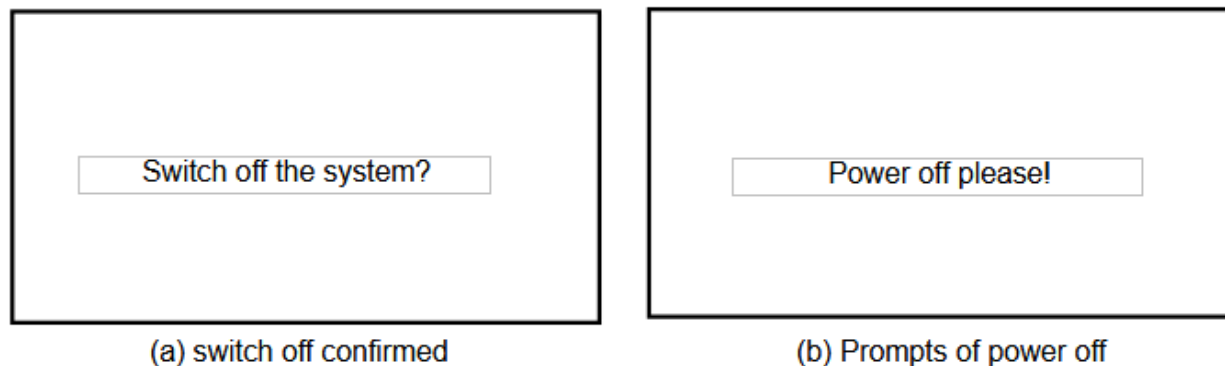 Switch off the system?
(a) switch off confirmed
Power off please!
(b) Prompts of power off